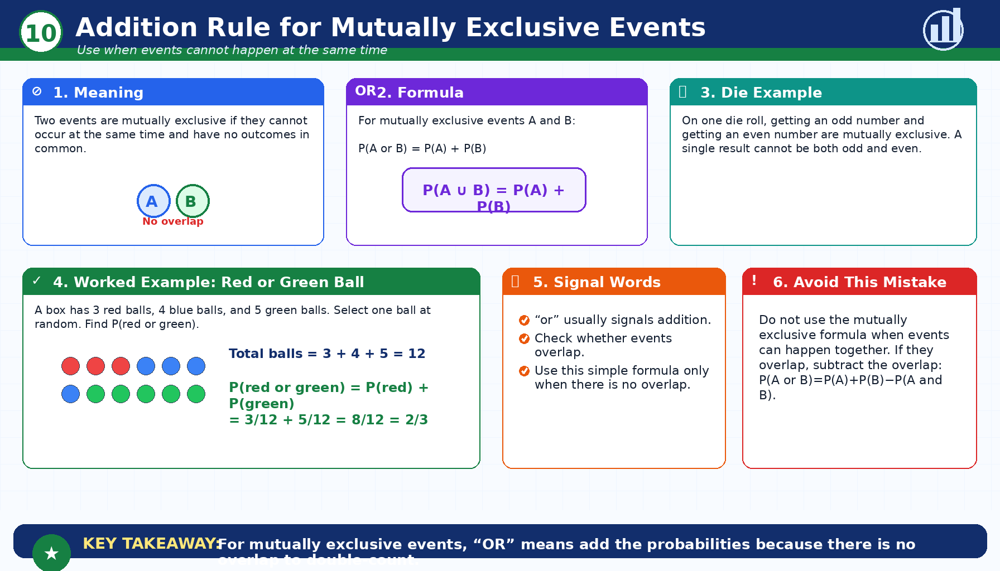 10
Addition Rule for Mutually Exclusive Events
Use when events cannot happen at the same time
⊘ 1. Meaning
Two events are mutually exclusive if they cannot
occur at the same time and have no outcomes in
common.
A B
No overlap
OR 2. Formula
For mutually exclusive events A and B:
P(A or B) = P(A) + P(B)
P(A ∪ B) = P(A) +
P(B)
3. Die Example
On one die roll, getting an odd number and
getting an even number are mutually exclusive. A
single result cannot be both odd and even.
✓ 4. Worked Example: Red or Green Ball
A box has 3 red balls, 4 blue balls, and 5 green balls. Select one ball at
random. Find P(red or green).
Total balls = 3 + 4 + 5 = 12
P(red or green) = P(red) +
P(green)
= 3/12 + 5/12 = 8/12 = 2/3
5. Signal Words
“or” usually signals addition.
Check whether events
overlap.
Use this simple formula only
when there is no overlap.
! 6. Avoid This Mistake
Do not use the mutually
exclusive formula when events
can happen together. If they
overlap, subtract the overlap:
P(A or B)=P(A)+P(B)−P(A and
B).
★ KEY TAKEAWAY: For mutually exclusive events, “OR” means add the probabilities because there is no
overlap to double-count.